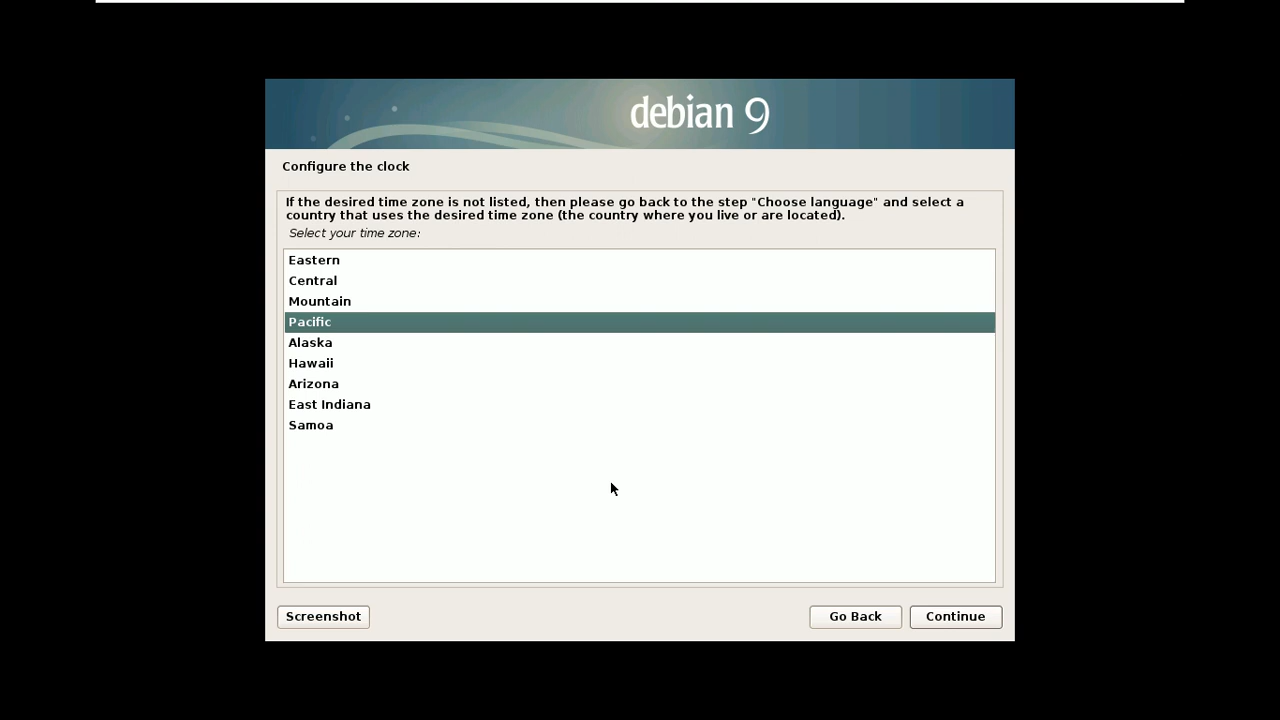 debian 9
Configure the clock
If the desired time zone is not listed, then please go back to the step "Choose language" and select a
country that uses the desired time zone (the country where you live or are located).
Select your time zone:
Eastern
Central
Mountain
Pacific
Alaska
Hawaii
Arizona
East Indiana
Samoa
Screenshot
Go Back
Continue